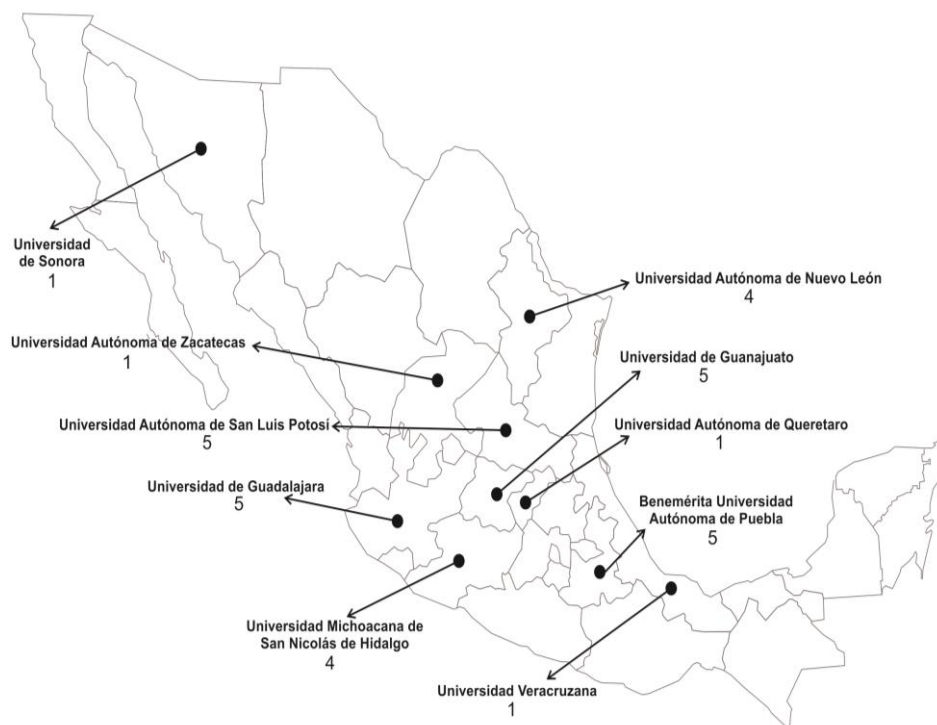 Universidad
de Sonora
1
Universidad Autónoma de Nuevo León
4
Universidad Autónoma de Zacatecas
1
Universidad de Guanajuato
5
Universidad Autónoma de San Luis Potosí
5
Universidad Autónoma de Queretaro
1
Universidad de Guadalajara
5
Benemérita Universidad
Autónoma de Puebla
5
Universidad Michoacana de
San Nicolás de Hidalgo
4
Universidad Veracruzana
1